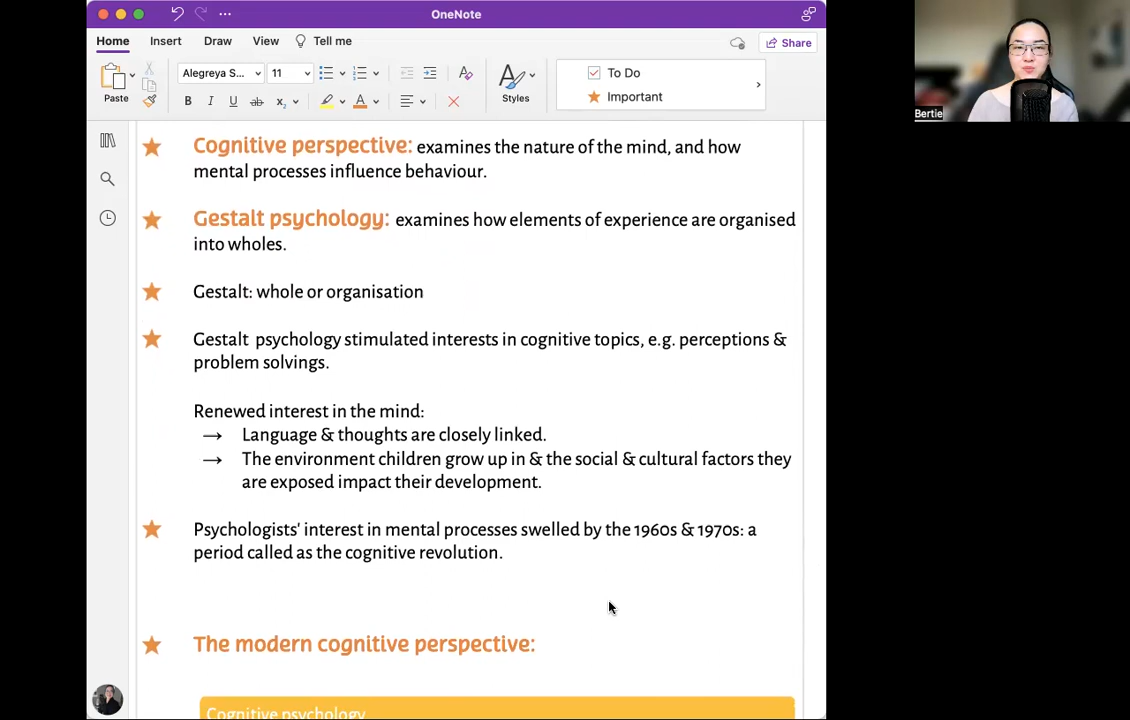 OneNote
Home Insert Draw View Tell me
Share
Alegreya S... 11
To Do
Paste
Styles
Important
B I U ab x
Cognitive perspective: examines the nature of the mind, and how
mental processes influence behaviour.
Gestalt psychology: examines how elements of experience are organised
into wholes.
Gestalt: whole or organisation
Gestalt psychology stimulated interests in cognitive topics, e.g. perceptions &
problem solvings.
Renewed interest in the mind:
→ Language & thoughts are closely linked.
→ The environment children grow up in & the social & cultural factors they
are exposed impact their development.
Psychologists' interest in mental processes swelled by the 1960s & 1970s: a
period called as the cognitive revolution.
The modern cognitive perspective:
Cognitive psychology
Bertie